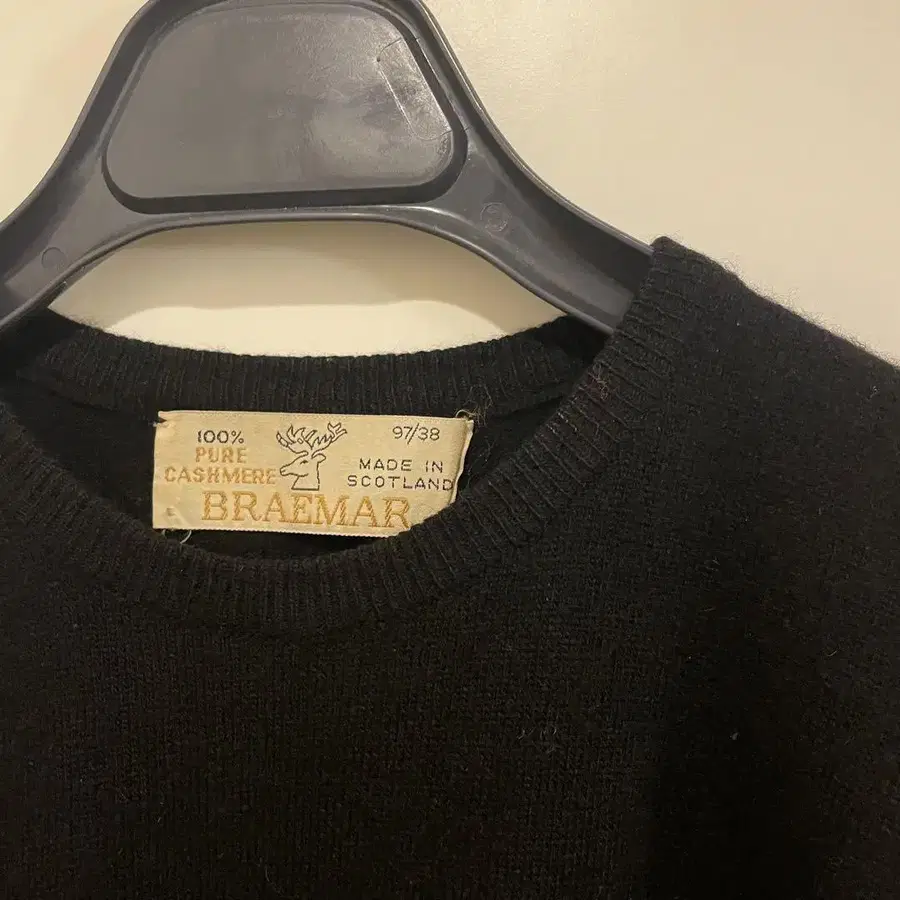 100%
PURE
CASHMERE
97/38
MADE IN
SCOTLAND
BRAEMAR